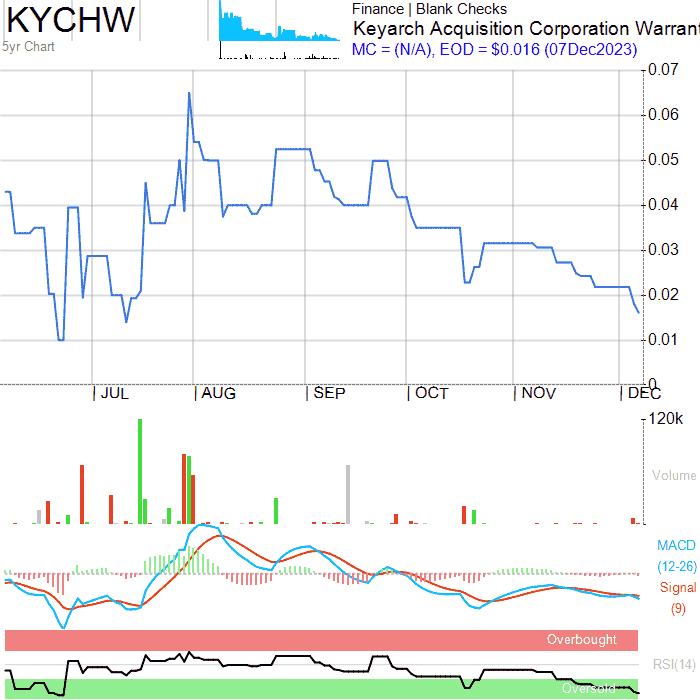 KYCHW
5yr Chart
Finance | Blank Checks
Keyarch Acquisition Corporation Warrant
MC = (N/A), EOD = $0.016 (07Dec2023)
0.07
0.06
0.05
0.04
0.03
0.02
0.01
0
JUL AUG SEP OCT NOV DEC
120k
Volume
MACD
(12-26)
Signal
(9)
Overbought
RSI(14)
Oversold